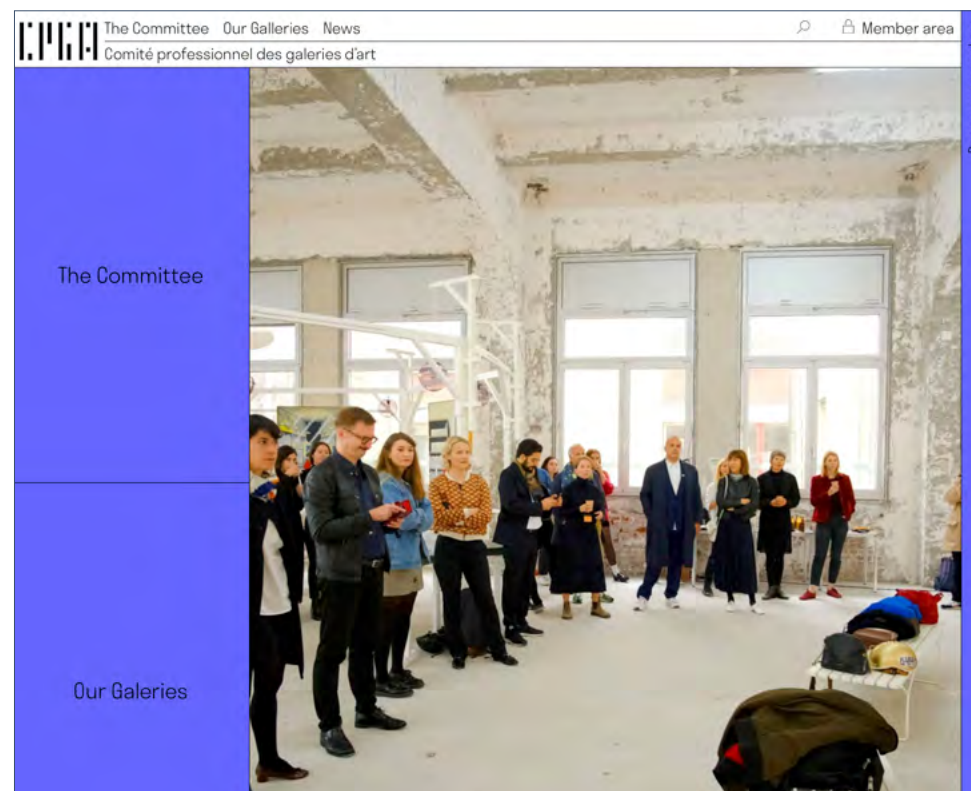 CPGA The Committee Our Galleries News Member area
Comité professionnel des galeries d'art
The Committee
Our Galeries